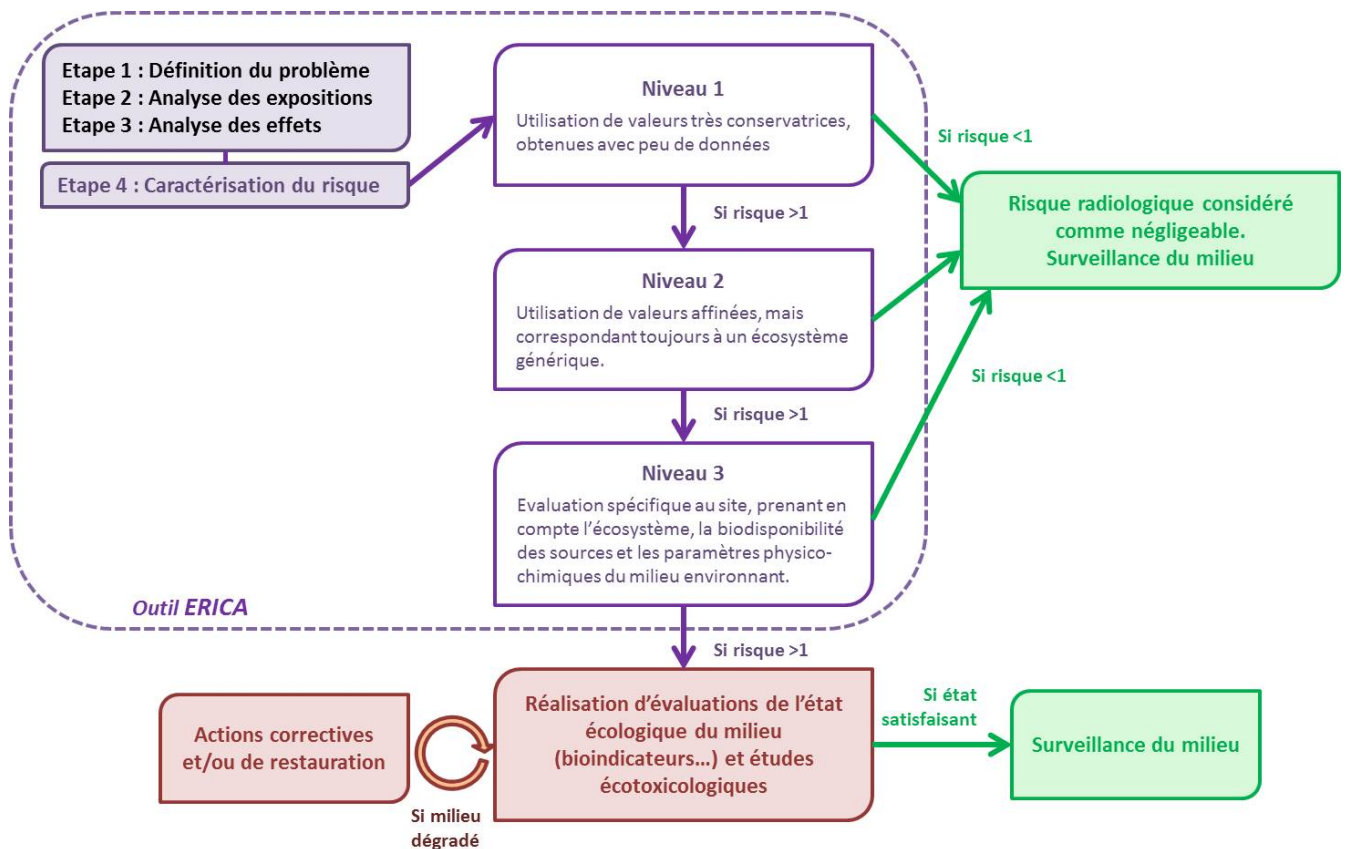 Etape 1 : Définition du problème
Etape 2 : Analyse des expositions
Etape 3 : Analyse des effets
Etape 4 : Caractérisation du risque
Niveau 1
Utilisation de valeurs très conservatrices,
obtenues avec peu de données
Si risque <1
Si risque >1
Risque radiologique considéré
comme négligeable.
Surveillance du milieu
Niveau 2
Utilisation de valeurs affinées, mais
correspondant toujours à un écosystème
générique.
Si risque <1
Si risque >1
Niveau 3
Evaluation spécifique au site, prenant en
compte l’écosystème, la biodisponibilité
des sources et les paramètres physico-
chimiques du milieu environnant.
Outil ERICA
Si risque >1
Actions correctives
et/ou de restauration
Si milieu
dégradé
Réalisation d’évaluations de l’état
écologique du milieu
(bioindicateurs…) et études
écotoxicologiques
Si état
satisfaisant
Surveillance du milieu